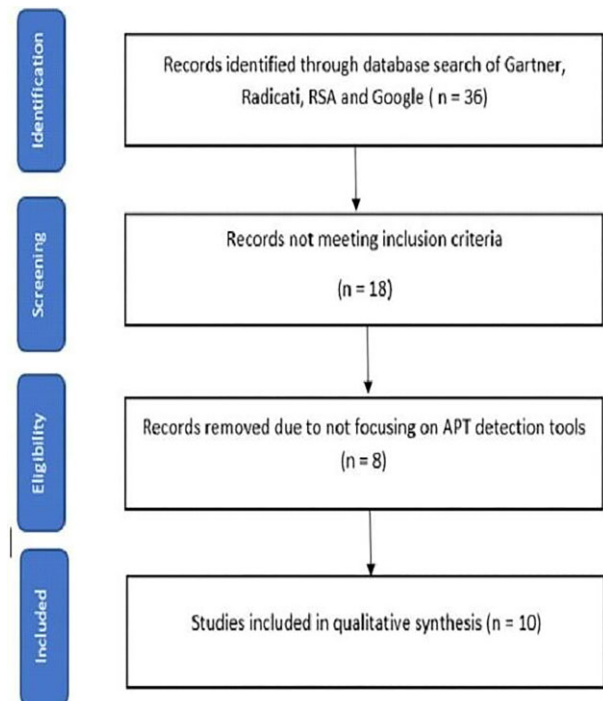 Identification
Records identified through database search of Gartner,
Radicati, RSA and Google ( n = 36)
Screening
Records not meeting inclusion criteria
(n = 18)
Eligibility
Records removed due to not focusing on APT detection tools
(n = 8)
Included
Studies included in qualitative synthesis (n = 10)